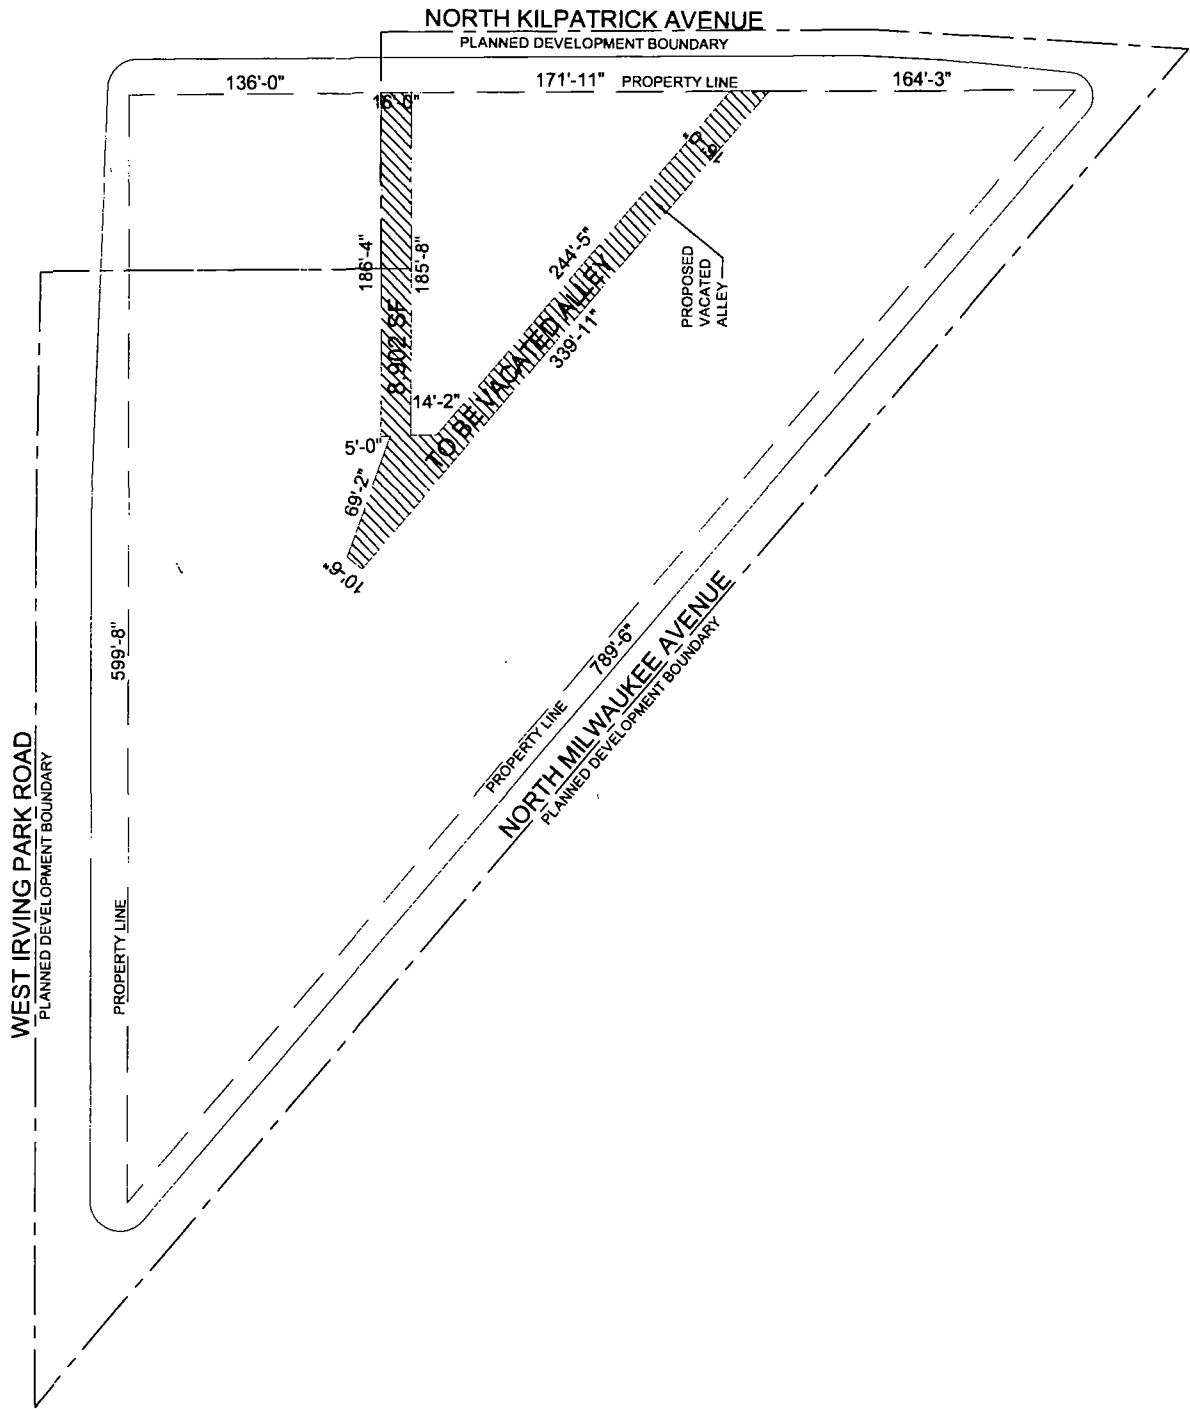 NORTH KILPATRICK AVENUE
PLANNED DEVELOPMENT BOUNDARY
136'-0"
171'-11"
PROPERTY LINE
164'-3"
16'-0"
186'-4"
185'-8"
8,902 SF
244'-5"
339'-11"
TO BE VACATED ALLEY
PROPOSED
VACATED
ALLEY
14'-2"
5'-0"
69'-2"
10'-6"
599'-8"
789'-6"
PROPERTY LINE
NORTH MILWAUKEE AVENUE
PLANNED DEVELOPMENT BOUNDARY
WEST IRVING PARK ROAD
PLANNED DEVELOPMENT BOUNDARY
PROPERTY LINE